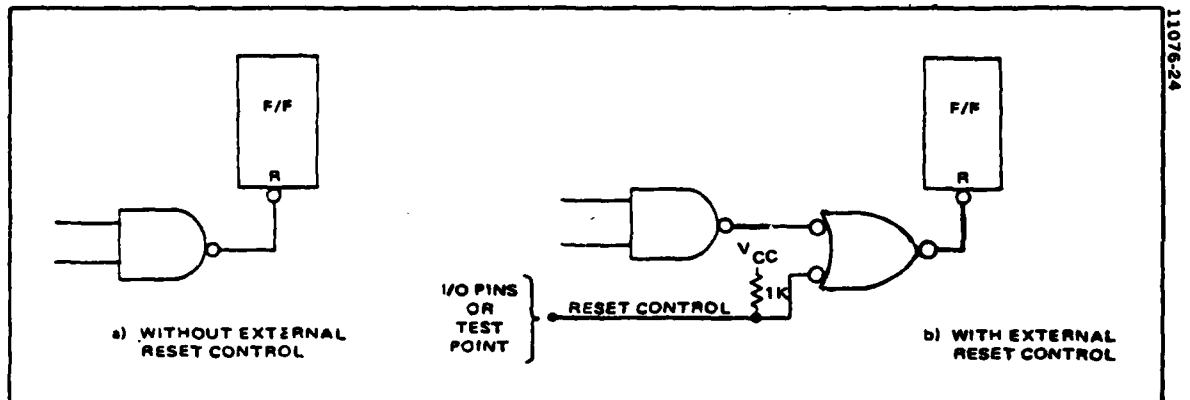 11076-24
F/F
R
a) WITHOUT EXTERNAL
RESET CONTROL
F/F
R
VCC
1K
I/O PINS
OR
TEST
POINT
RESET CONTROL
b) WITH EXTERNAL
RESET CONTROL